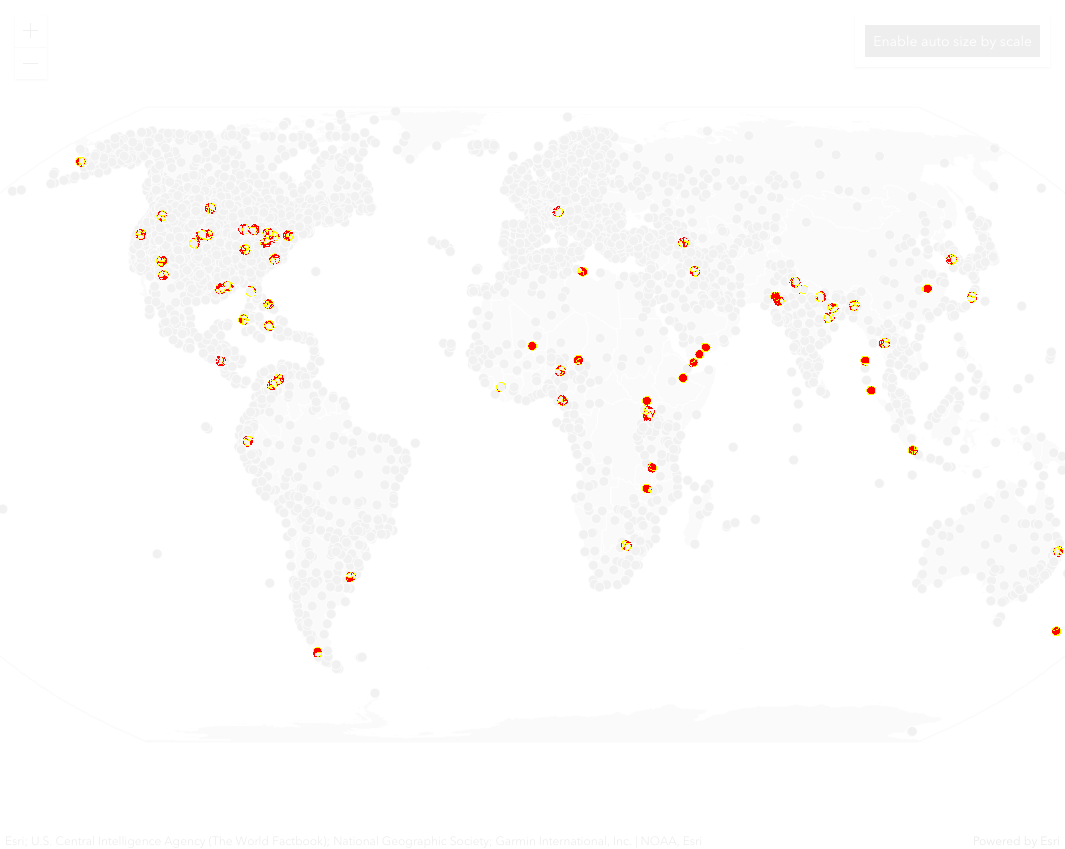 Enable auto size by scale
Esri; U.S. Central Intelligence Agency (The World Factbook); National Geographic Society; Garmin International, Inc. | NOAA, Esri
Powered by Esri